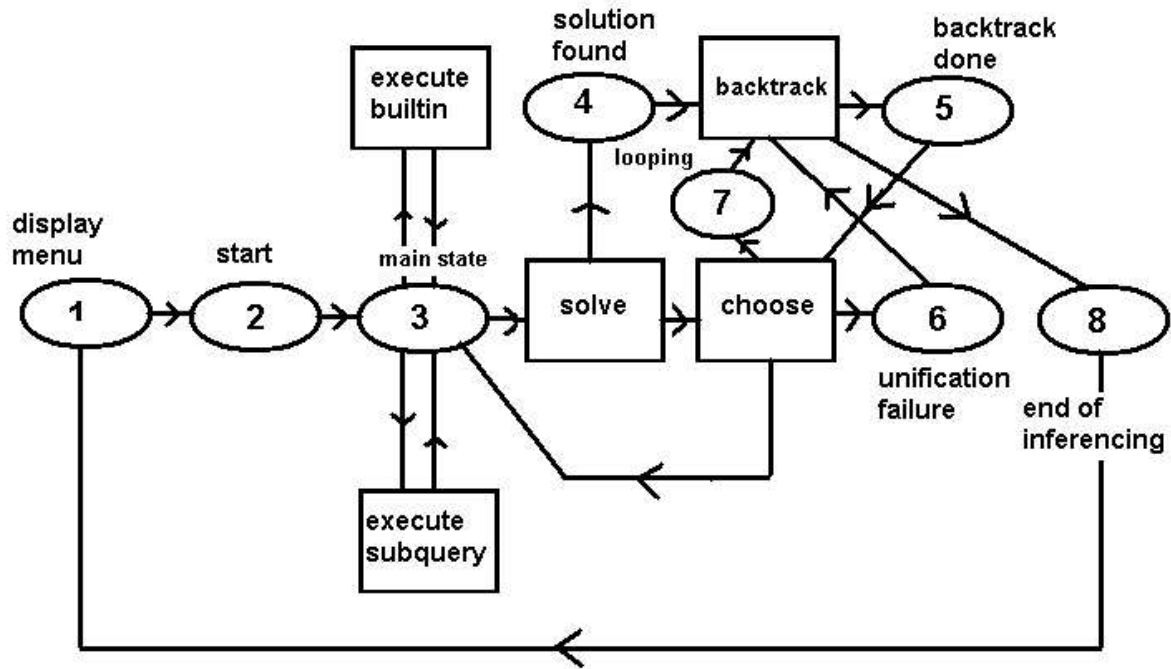 solution
found
backtrack
done
execute
builtin
4
backtrack
5
looping
7
display
menu
start
main state
1
2
3
solve
choose
6
8
unification
failure
end of
inferencing
execute
subquery